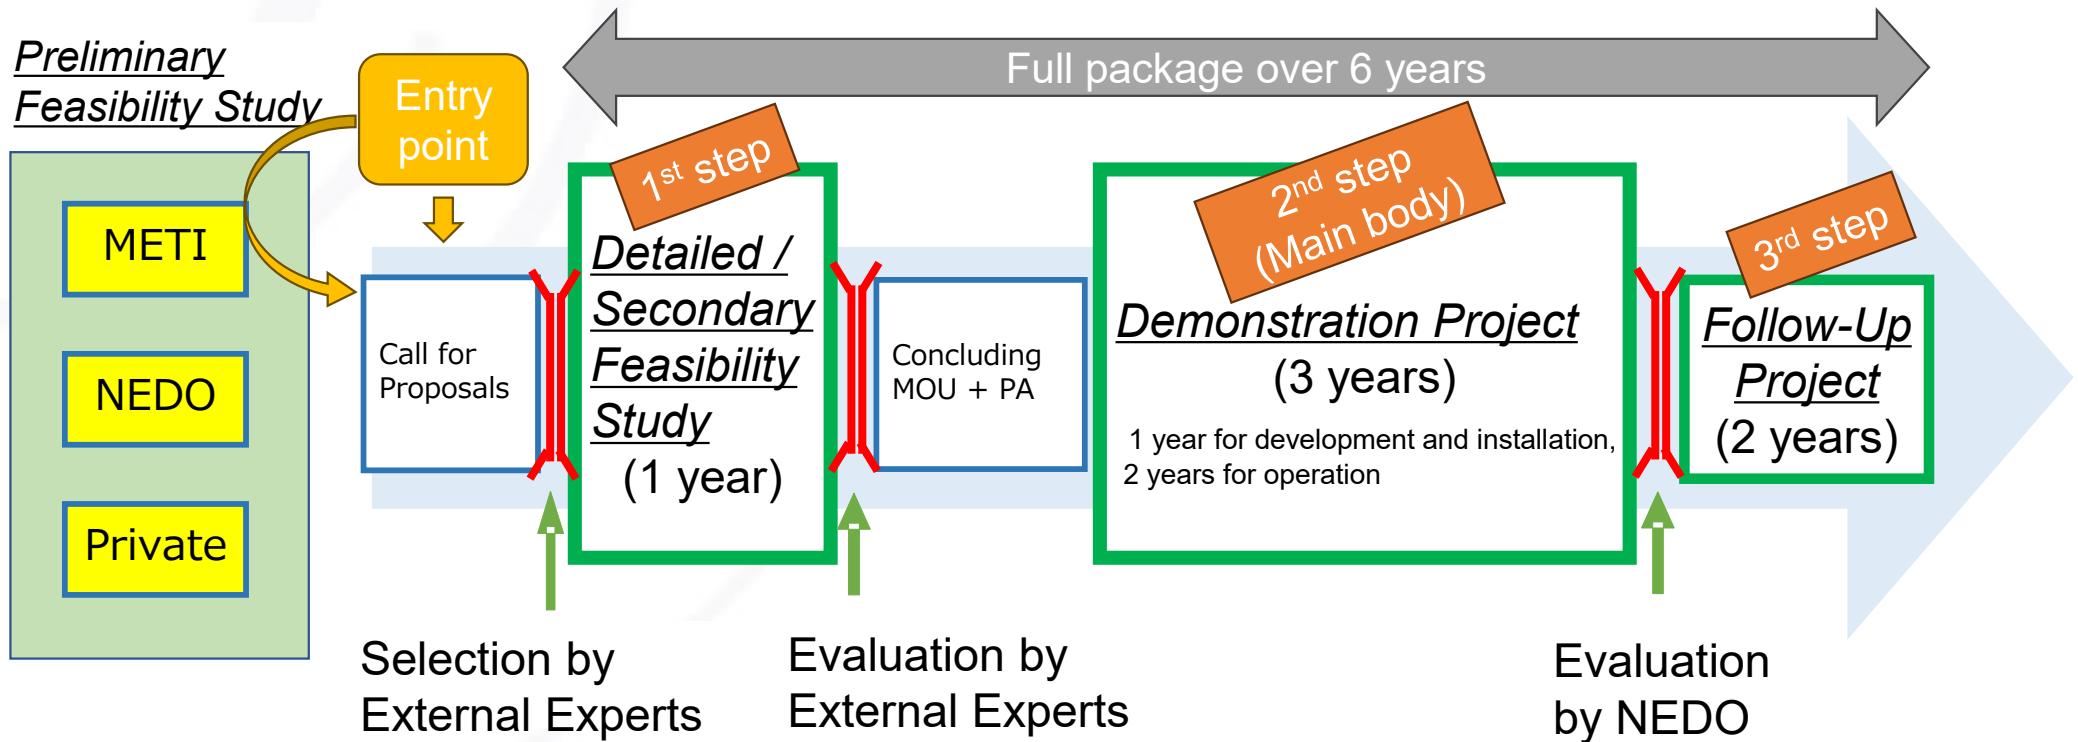 Preliminary
Feasibility Study
METI
NEDO
Private
Entry
point
Full package over 6 years
Call for
Proposals
1st step
Detailed /
Secondary
Feasibility
Study
(1 year)
Concluding
MOU + PA
2nd step
(Main body)
Demonstration Project
(3 years)
1 year for development and installation,
2 years for operation
3rd step
Follow-Up
Project
(2 years)
Selection by
External Experts
Evaluation by
External Experts
Evaluation
by NEDO